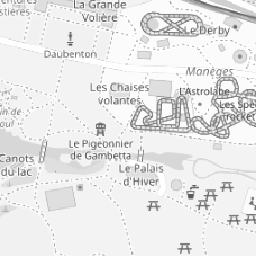 La Grande
Volière
Le Derby
Daubenton
Manèges
Les Chaises
volantes
L'Astrolabe
Les
Le Pigeonnier
de Gambetta
Canots
du lac
Le Palais
d'Hiver